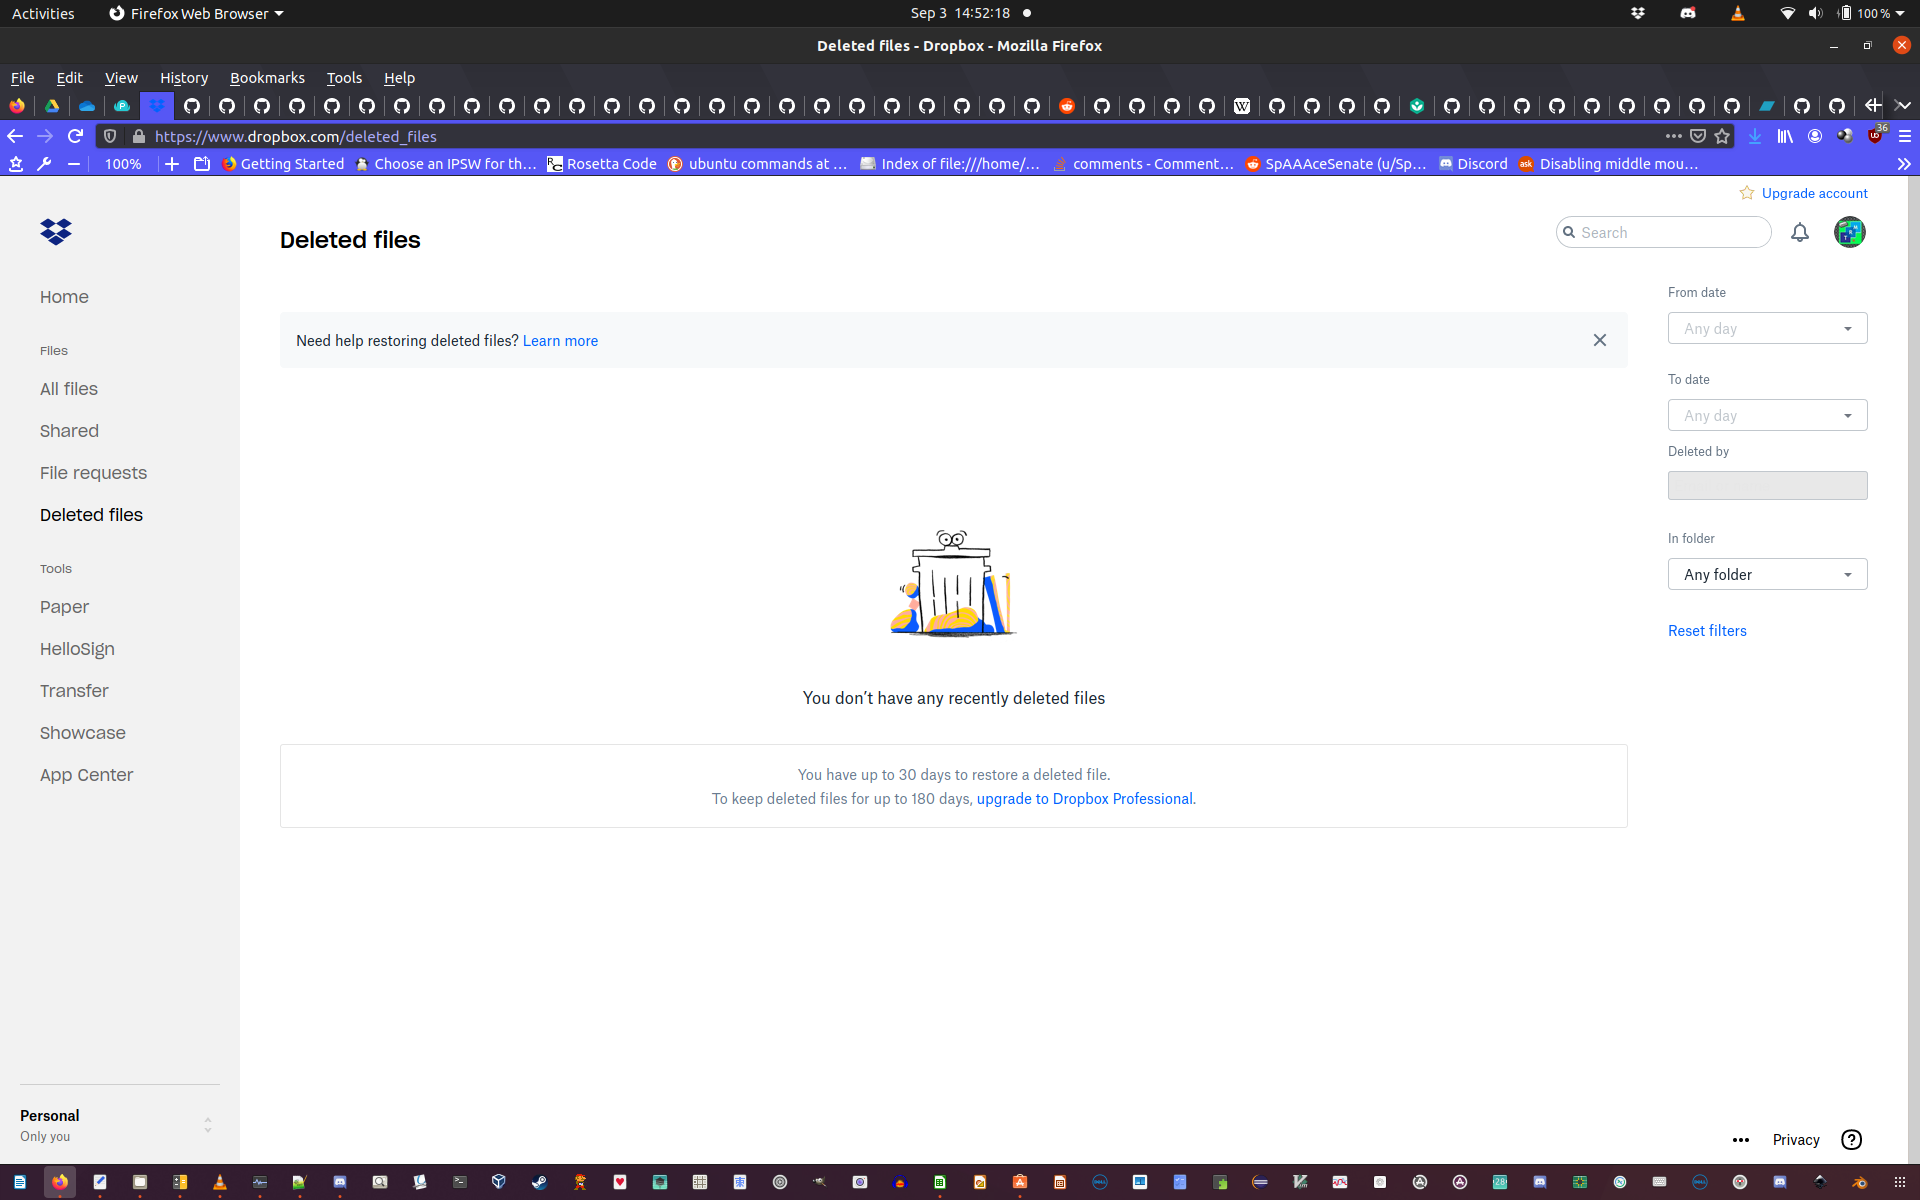 Activities
Firefox Web Browser
Sep 3 14:52:18
100 %
Deleted files - Dropbox - Mozilla Firefox
File Edit View History Bookmarks Tools Help
https://www.dropbox.com/deleted_files
36
100%
Getting Started
Choose an IPSW for th…
Rosetta Code
ubuntu commands at …
Index of file:///home/…
comments - Comment…
SpAAAceSenate (u/Sp…
Discord
Disabling middle mou…
Upgrade account
Deleted files
Search
Home
Files
All files
Shared
File requests
Deleted files
Tools
Paper
HelloSign
Transfer
Showcase
App Center
Need help restoring deleted files? Learn more
From date
Any day
To date
Any day
Deleted by
In folder
Any folder
Reset filters
You don’t have any recently deleted files
You have up to 30 days to restore a deleted file.
To keep deleted files for up to 180 days, upgrade to Dropbox Professional.
Personal
Only you
Privacy